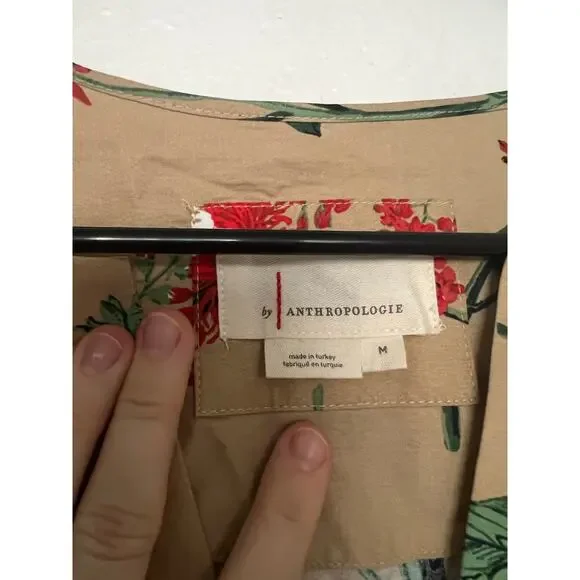 by ANTHROPOLOGIE
made in turkey
fabriqué en turquie
M